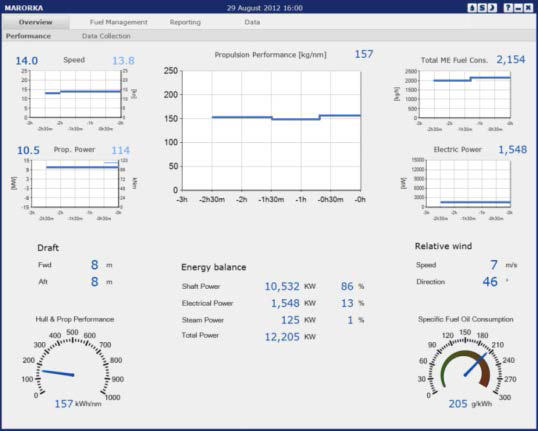 MARORKA 29 August 2012 16:00
Overview Fuel Management Reporting Data
Performance Data Collection
14.0 Speed 13.8
Propulsion Performance [kg/nm] 157
Total ME Fuel Cons. 2,154
10.5 Prop. Power 114
Electric Power 1,548
250
200
150
100
50
0
-3h -2h30m -2h -1h30m -1h -0h30m -0h
Draft
Fwd 8 m
Aft 8 m
Energy balance
Shaft Power 10,532 KW 86 %
Electrical Power 1,548 KW 13 %
Steam Power 125 KW 1 %
Total Power 12,205 KW
Relative wind
Speed 7 m/s
Direction 46 °
Hull & Prop Performance
0 100 200 300 400 500 600 700 800 900 1000
157 kWh/nm
Specific Fuel Oil Consumption
0 30 60 90 120 150 180 210 240 270 300
205 g/kWh